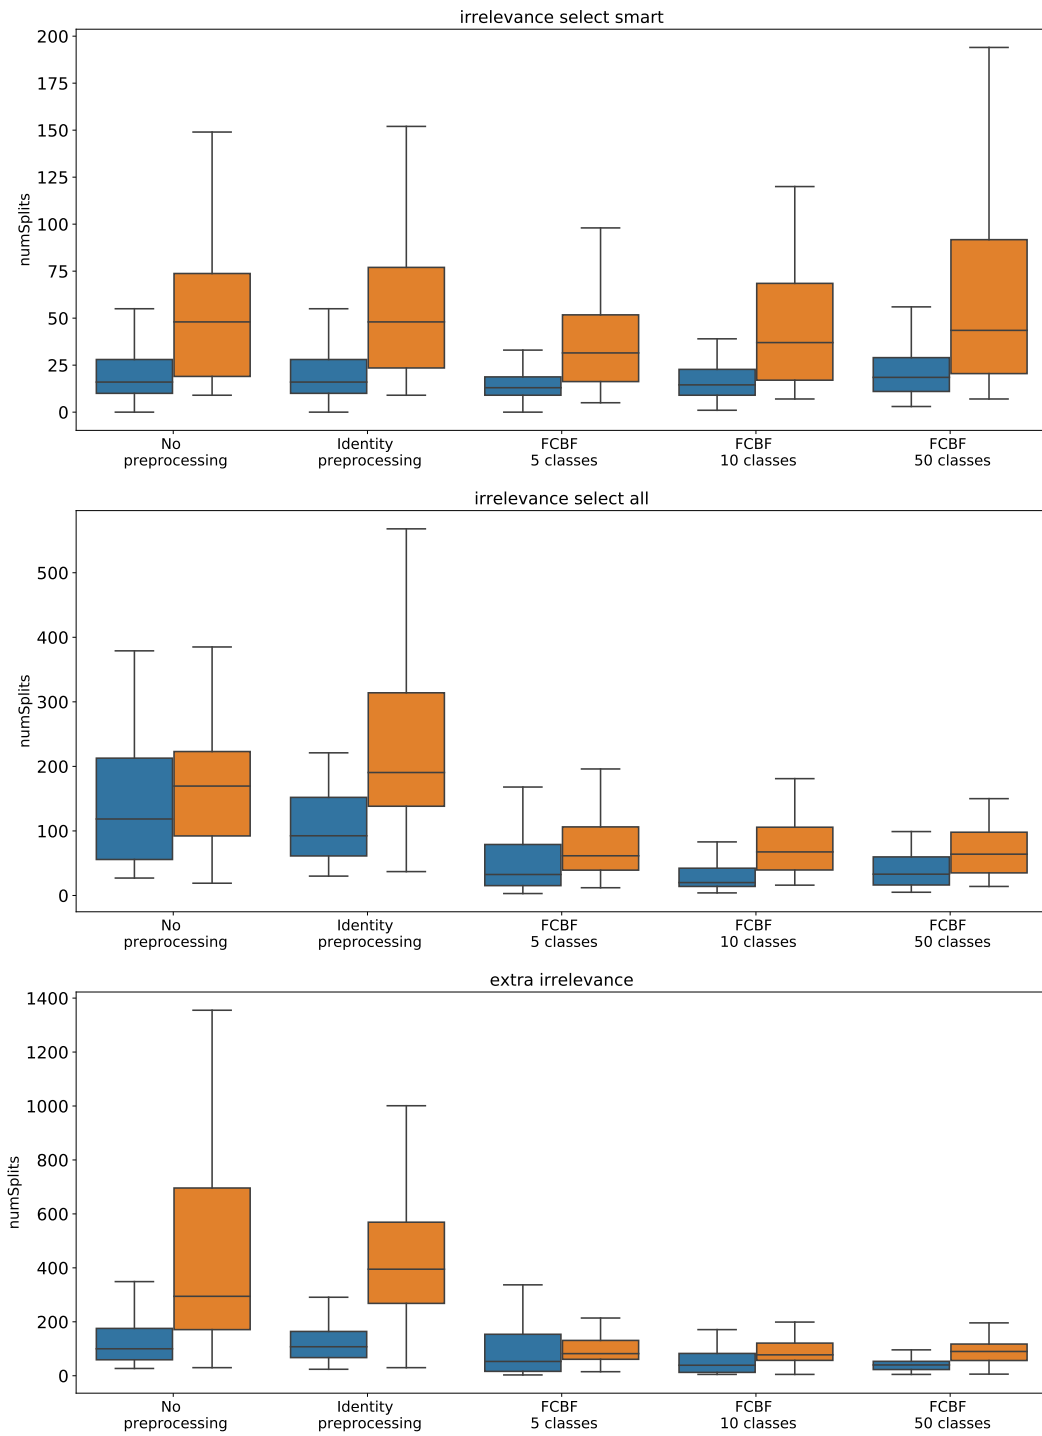 irrelevance select smart
200
175
150
125
100
75
50
25
0
numSplits
No
preprocessing
Identity
preprocessing
FCBF
5 classes
FCBF
10 classes
FCBF
50 classes
irrelevance select all
500
400
300
200
100
0
numSplits
No
preprocessing
Identity
preprocessing
FCBF
5 classes
FCBF
10 classes
FCBF
50 classes
extra irrelevance
1400
1200
1000
800
600
400
200
0
numSplits
No
preprocessing
Identity
preprocessing
FCBF
5 classes
FCBF
10 classes
FCBF
50 classes